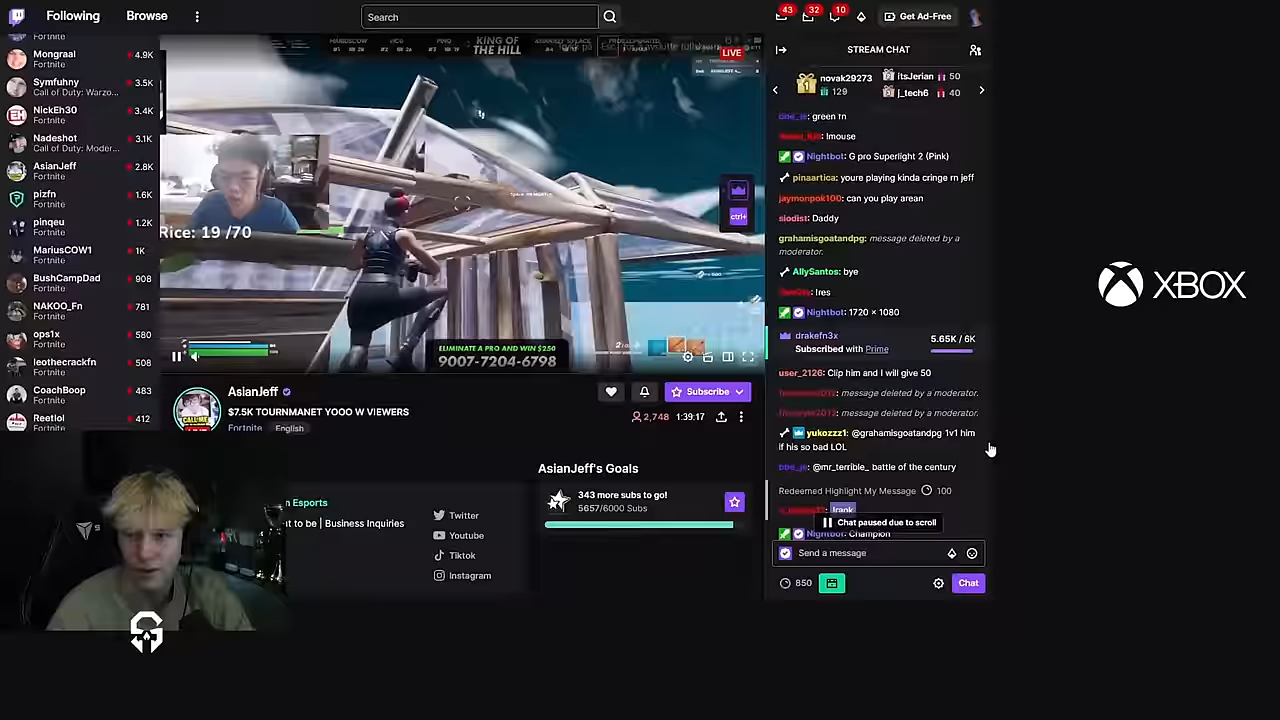 Following
Browse
Search
43
32
10
Get Ad-Free
Fortnite
Mongraal
4.9K
Fortnite
Symfuhny
3.5K
Call of Duty: Warzo...
NickEh30
3.4K
Fortnite
Nadeshot
3.1K
Call of Duty: Moder...
AsianJeff
2.8K
Fortnite
pizfn
1.6K
Fortnite
pinqeu
1.2K
Fortnite
MariusCOW1
1K
Fortnite
BushCampDad
908
Fortnite
NAKOO_Fn
781
Fortnite
ops1x
580
Fortnite
leothecrackfn
508
Fortnite
CoachBoop
483
Fortnite
Reetlol
412
KING OF
THE HILL
LIVE
ctrl+
Rice: 19 /70
ELIMINATE A PRO AND WIN $250
9007-7204-6798
AsianJeff
Subscribe
$7.5K TOURNMANET YOOO W VIEWERS
2,748
1:39:17
Fortnite
English
n Esports
nt to be | Business Inquiries
Twitter
Youtube
Tiktok
Instagram
AsianJeff's Goals
343 more subs to go!
5657/6000 Subs
STREAM CHAT
novak29273
129
itsJerian
50
j_tech6
40
green rn
!mouse
Nightbot: G pro Superlight 2 (Pink)
pinaartica: youre playing kinda cringe rn jeff
jaymonpok100: can you play arean
slodist: Daddy
grahamisgoatandpg: message deleted by a
moderator.
AllySantos: bye
!res
Nightbot: 1720 × 1080
drakefn3x
Subscribed with Prime
5.65K / 6K
user_2126: Clip him and I will give 50
message deleted by a moderator.
message deleted by a moderator.
yukozzz1: @grahamisgoatandpg 1v1 him
if his so bad LOL
@mr_terrible_ battle of the century
Redeemed Highlight My Message
100
!rank
Chat paused due to scroll
Nightbot: Champion
Send a message
850
Chat
XBOX